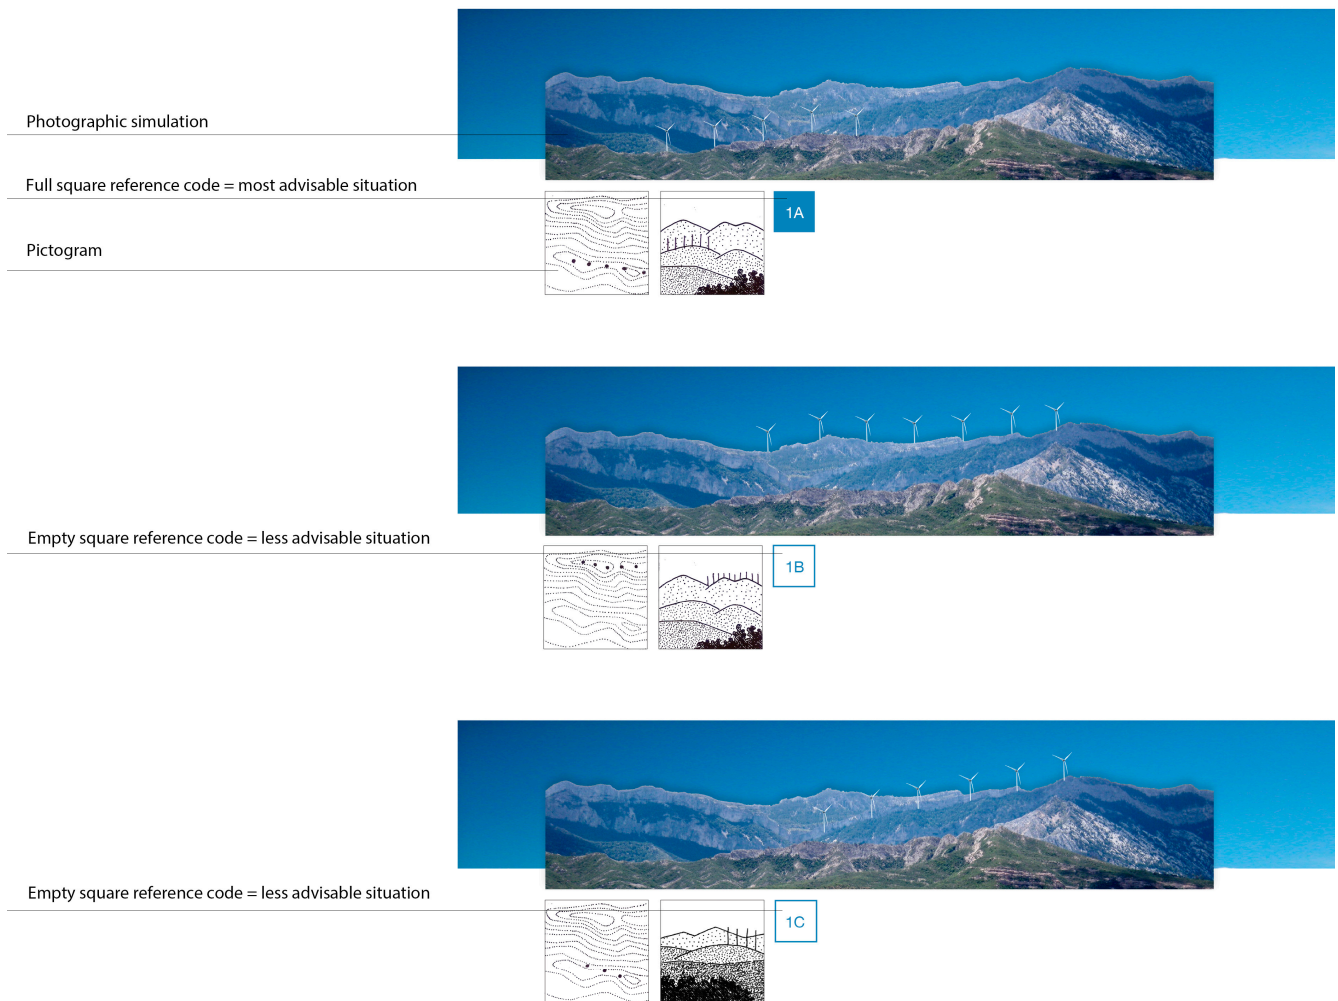 Photographic simulation
Full square reference code = most advisable situation
1A
Pictogram
Empty square reference code = less advisable situation
1B
Empty square reference code = less advisable situation
1C